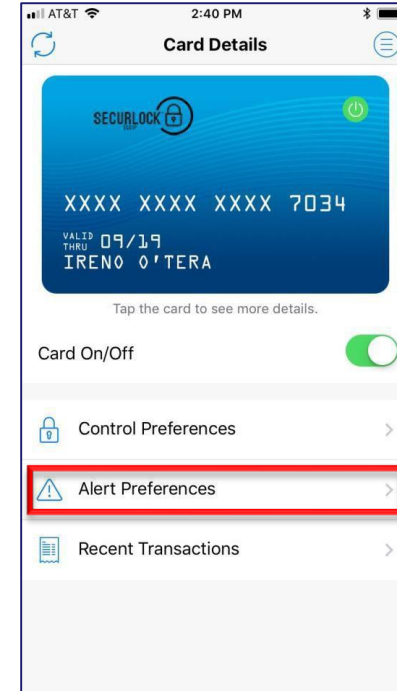 AT&T 2:40 PM
Card Details
SECURLOCK
XXXX XXXX XXXX 7034
VALID THRU 09/19
IRENO O'TERA
Tap the card to see more details.
Card On/Off
Control Preferences
Alert Preferences
Recent Transactions